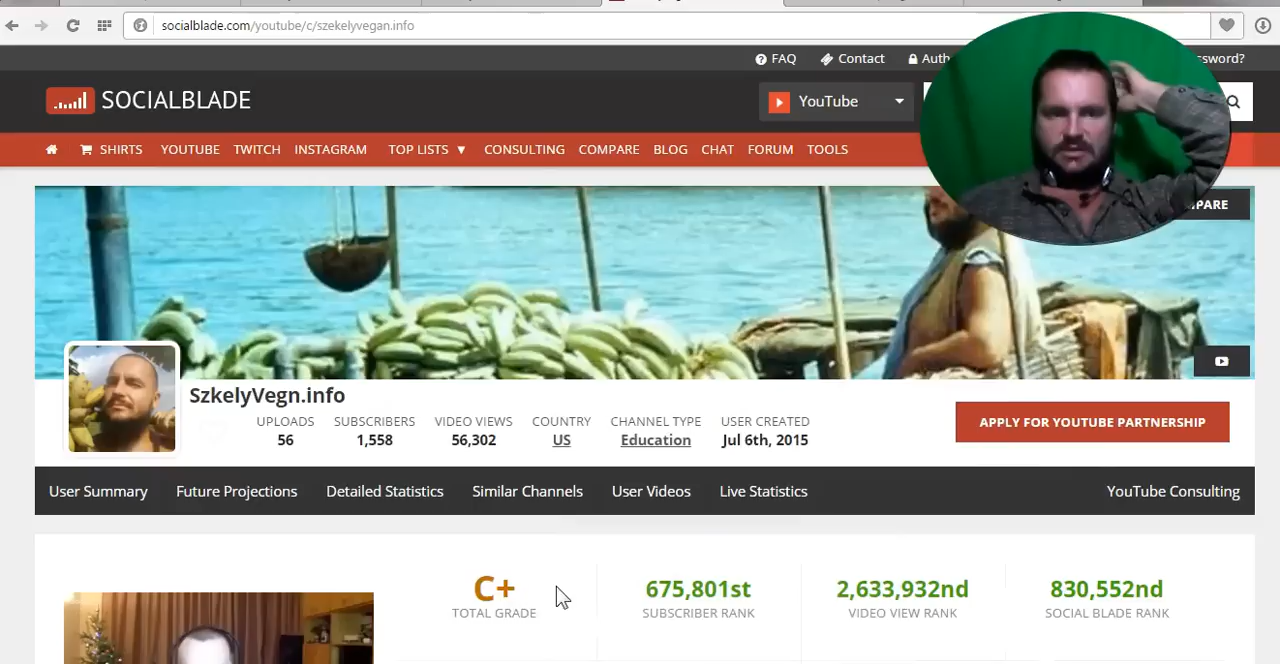 socialblade.com/youtube/c/szekelyvegan.info
FAQ Contact Auth ssword?
SOCIALBLADE YouTube
SHIRTS YOUTUBE TWITCH INSTAGRAM TOP LISTS ▼ CONSULTING COMPARE BLOG CHAT FORUM TOOLS
PARE
SzkelyVegn.info
UPLOADS SUBSCRIBERS VIDEO VIEWS COUNTRY CHANNEL TYPE USER CREATED
56 1,558 56,302 US Education Jul 6th, 2015
APPLY FOR YOUTUBE PARTNERSHIP
User Summary Future Projections Detailed Statistics Similar Channels User Videos Live Statistics YouTube Consulting
C+ 675,801st 2,633,932nd 830,552nd
TOTAL GRADE SUBSCRIBER RANK VIDEO VIEW RANK SOCIAL BLADE RANK